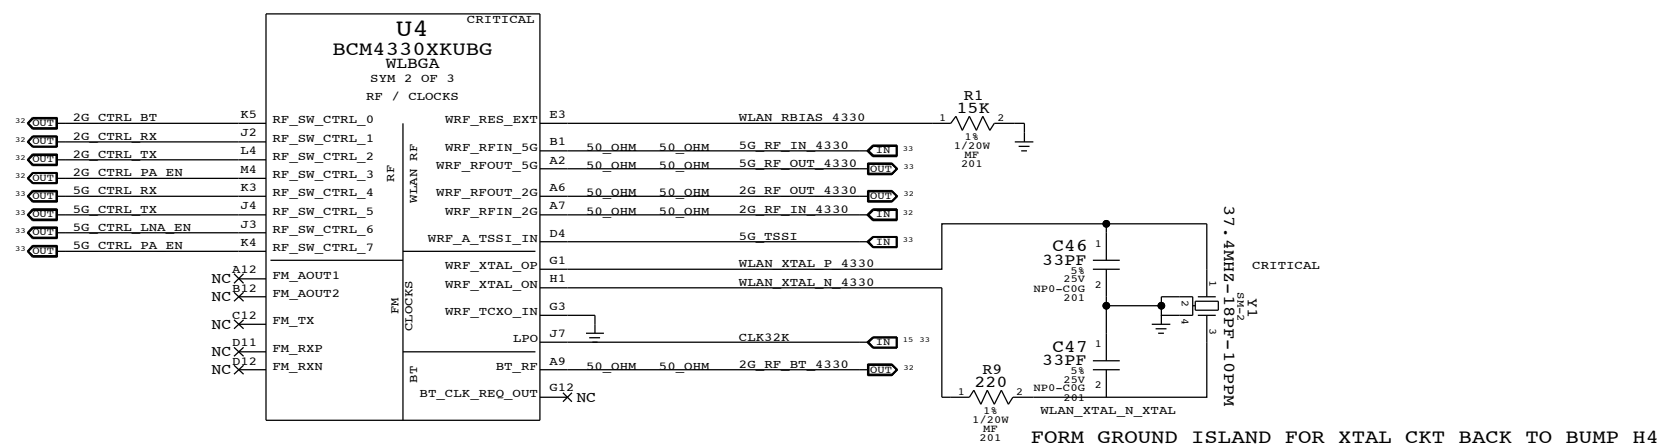 CRITICAL
U4
BCM4330XKUBG
WLBGA
SYM 2 OF 3
RF / CLOCKS
32 OUT 2G_CTRL_BT K5 RF_SW_CTRL_0
32 OUT 2G_CTRL_RX J2 RF_SW_CTRL_1
32 OUT 2G_CTRL_TX L4 RF_SW_CTRL_2
32 OUT 2G_CTRL_PA_EN M4 RF_SW_CTRL_3
33 OUT 5G_CTRL_RX K3 RF_SW_CTRL_4
33 OUT 5G_CTRL_TX J4 RF_SW_CTRL_5
33 OUT 5G_CTRL_LNA_EN J3 RF_SW_CTRL_6
33 OUT 5G_CTRL_PA_EN K4 RF_SW_CTRL_7
NC A12 FM_AOUT1
NC B12 FM_AOUT2
NC C12 FM_TX
NC D11 FM_RXP
NC D12 FM_RXN
RF
WLAN RF
FM
CLOCKS
BT
WRF_RES_EXT E3 WLAN_RBIAS_4330
WRF_RFIN_5G B1 50_OHM 50_OHM 5G_RF_IN_4330 IN 33
WRF_RFOUT_5G A2 50_OHM 50_OHM 5G_RF_OUT_4330 OUT 33
WRF_RFOUT_2G A6 50_OHM 50_OHM 2G_RF_OUT_4330 OUT 32
WRF_RFIN_2G A7 50_OHM 50_OHM 2G_RF_IN_4330 IN 32
WRF_A_TSSI_IN D4 5G_TSSI IN 33
WRF_XTAL_OP G1 WLAN_XTAL_P_4330
WRF_XTAL_ON H1 WLAN_XTAL_N_4330
WRF_TCXO_IN G3
LPO J7 CLK32K IN 15 33
BT_RF A9 50_OHM 50_OHM 2G_RF_BT_4330 OUT 32
BT_CLK_REQ_OUT G12 NC
R1
15K
1 2
1%
1/20W
MF
201
C46 1
33PF
5%
25V
NP0-C0G 2
201
C47 1
33PF
5%
25V
NP0-C0G 2
201
R9
220
1 2
1%
1/20W
MF
201
WLAN_XTAL_N_XTAL
1
2
4
3
Y1
SM-2
37.4MHZ-18PF-10PPM
CRITICAL
FORM GROUND ISLAND FOR XTAL CKT BACK TO BUMP H4